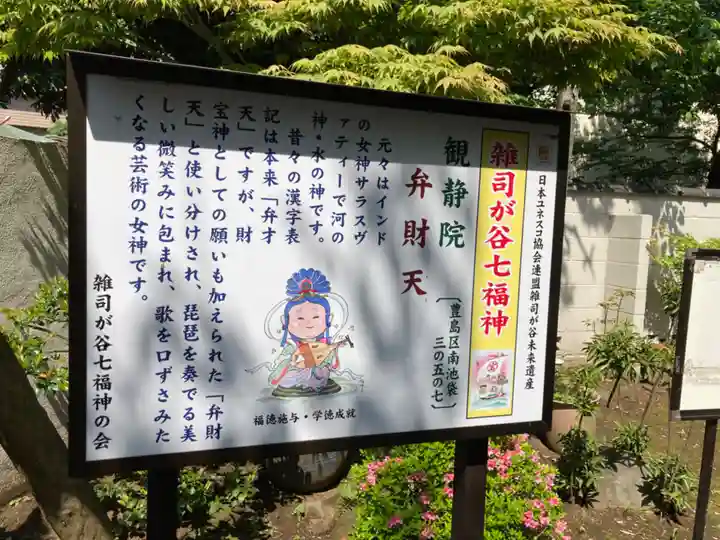 日本ユネスコ協会連盟雑司が谷未来遺産
雑司が谷七福神
〔豊島区南池袋
三の五の七〕
観静院
弁財天
元々はインド
の女神サラスヴ
ァティーで河の
神・水の神です。
昔々の漢字表
記は本来「弁才
天」ですが、財
宝神としての願いも加えられた「弁財
天」と使い分けされ、琵琶を奏でる美
しい微笑みに包まれ、歌を口ずさみた
くなる芸術の女神です。
福徳施与・学徳成就
雑司が谷七福神の会